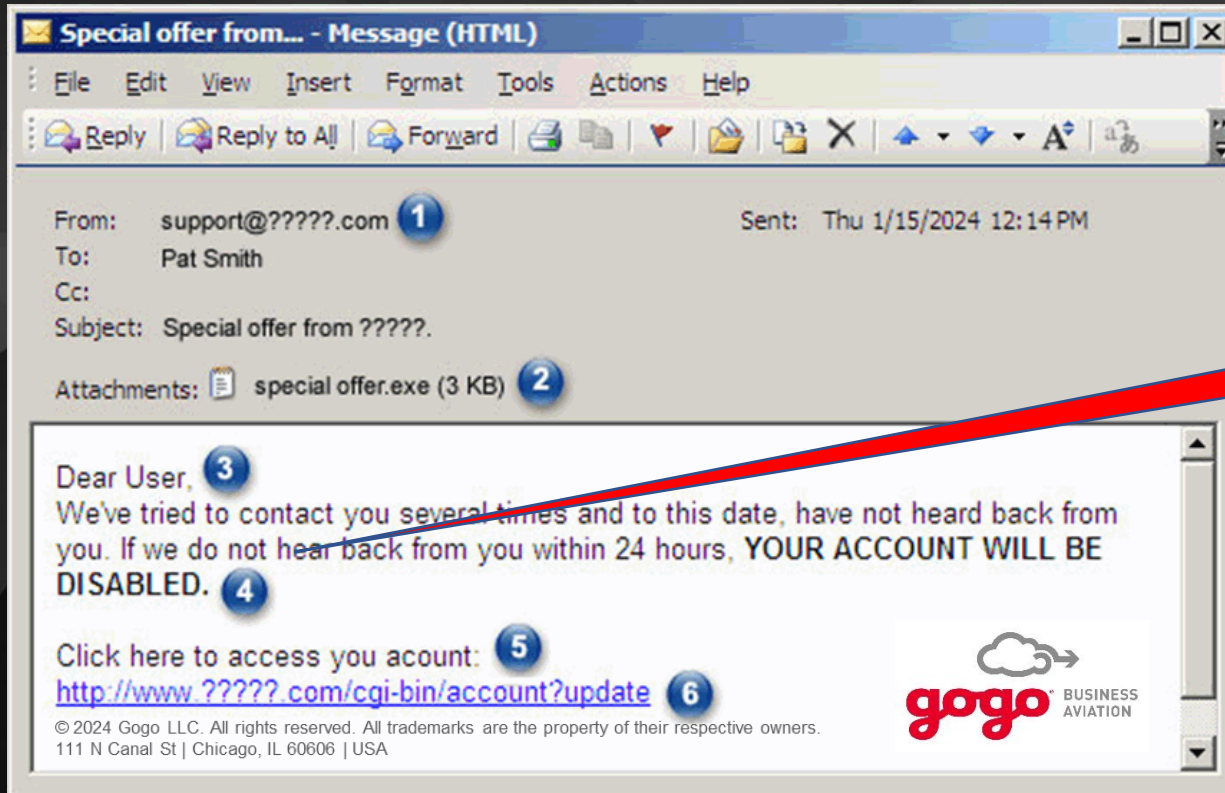 Special offer from... - Message (HTML)
File Edit View Insert Format Tools Actions Help
Reply Reply to All Forward
From: support@?????.com 1 Sent: Thu 1/15/2024 12:14 PM
To: Pat Smith
Cc:
Subject: Special offer from ?????.
Attachments: special offer.exe (3 KB) 2
Dear User, 3
We've tried to contact you several times and to this date, have not heard back from
you. If we do not hear back from you within 24 hours, YOUR ACCOUNT WILL BE
DISABLED. 4
Click here to access you acount: 5
http://www.?????.com/cgi-bin/account?update 6
© 2024 Gogo LLC. All rights reserved. All trademarks are the property of their respective owners.
111 N Canal St | Chicago, IL 60606 | USA
gogo BUSINESS
AVIATION